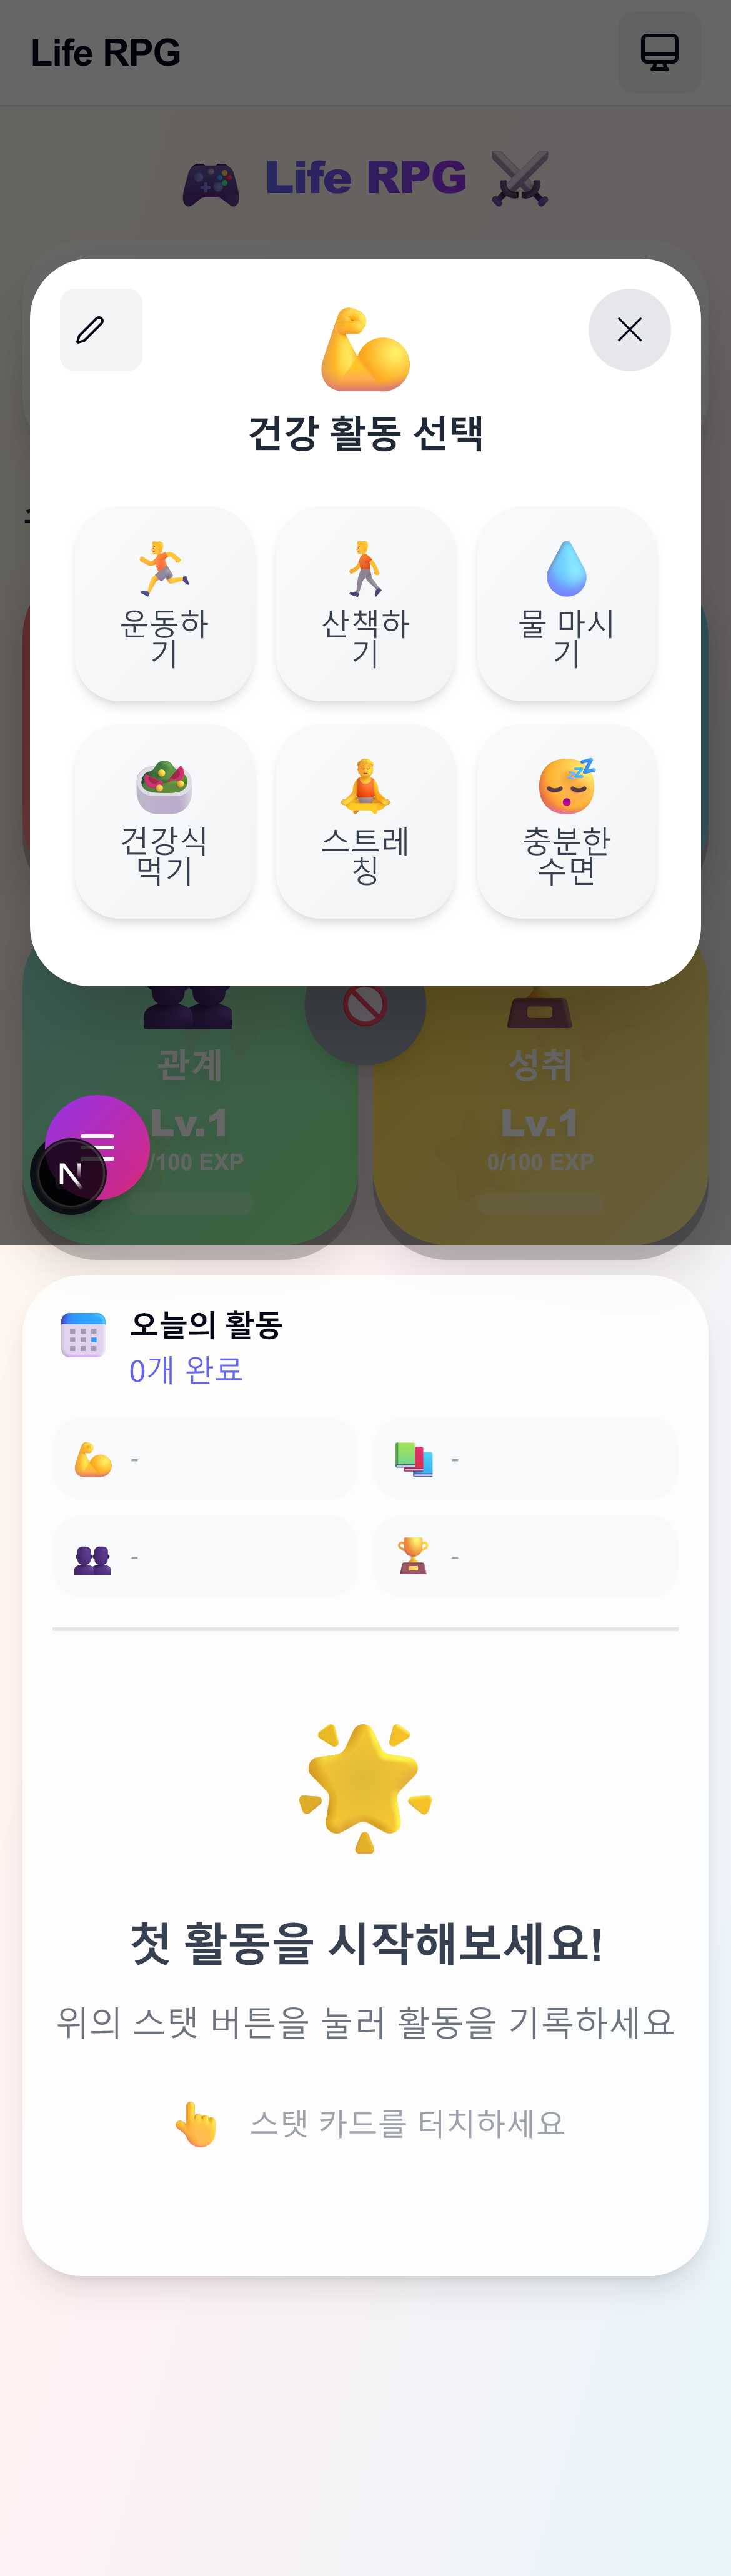 Life RPG
Life RPG
건강 활동 선택
운동하
기
산책하
기
물 마시
기
건강식
먹기
스트레
칭
충분한
수면
관계
성취
Lv.1
Lv.1
/100 EXP
0/100 EXP
N
오늘의 활동
0개 완료
-
-
-
-
첫 활동을 시작해보세요!
위의 스탯 버튼을 눌러 활동을 기록하세요
스탯 카드를 터치하세요